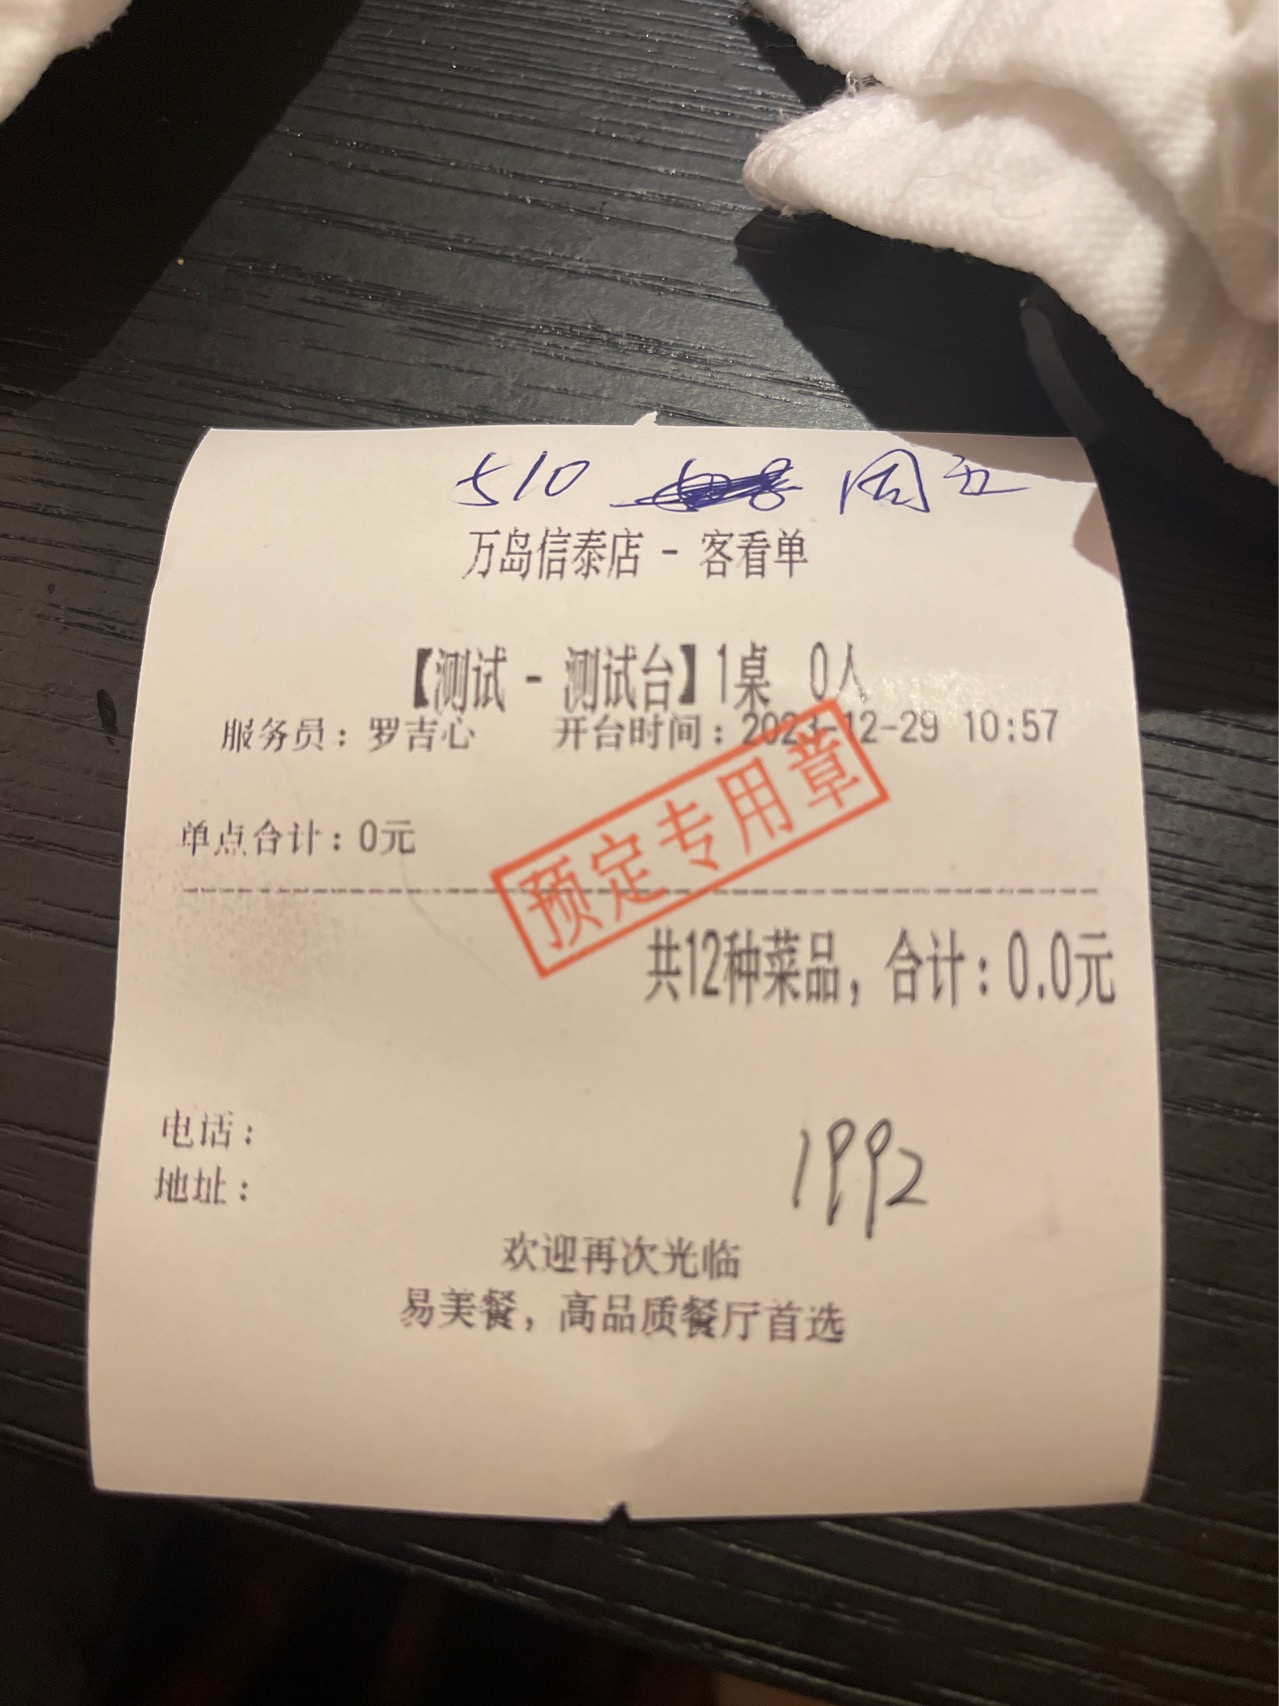 510 周五
万岛信泰店 - 客看单
【测试 - 测试台】1桌 0人
服务员：罗吉心 开台时间：2023-12-29 10:57
预定专用章
单点合计：0元
共12种菜品，合计：0.0元
电话：
地址：
1992
欢迎再次光临
易美餐，高品质餐厅首选